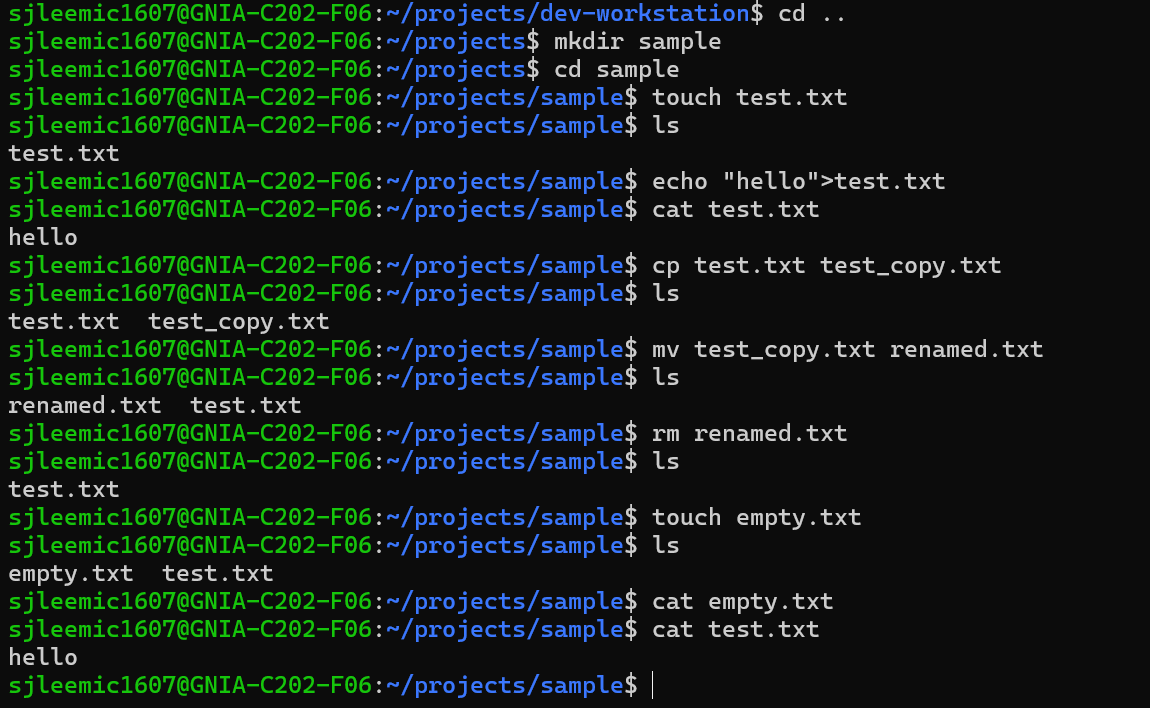 sjleemic1607@GNIA-C202-F06:~/projects/dev-workstation$ cd ..
sjleemic1607@GNIA-C202-F06:~/projects$ mkdir sample
sjleemic1607@GNIA-C202-F06:~/projects$ cd sample
sjleemic1607@GNIA-C202-F06:~/projects/sample$ touch test.txt
sjleemic1607@GNIA-C202-F06:~/projects/sample$ ls
test.txt
sjleemic1607@GNIA-C202-F06:~/projects/sample$ echo "hello">test.txt
sjleemic1607@GNIA-C202-F06:~/projects/sample$ cat test.txt
hello
sjleemic1607@GNIA-C202-F06:~/projects/sample$ cp test.txt test_copy.txt
sjleemic1607@GNIA-C202-F06:~/projects/sample$ ls
test.txt  test_copy.txt
sjleemic1607@GNIA-C202-F06:~/projects/sample$ mv test_copy.txt renamed.txt
sjleemic1607@GNIA-C202-F06:~/projects/sample$ ls
renamed.txt  test.txt
sjleemic1607@GNIA-C202-F06:~/projects/sample$ rm renamed.txt
sjleemic1607@GNIA-C202-F06:~/projects/sample$ ls
test.txt
sjleemic1607@GNIA-C202-F06:~/projects/sample$ touch empty.txt
sjleemic1607@GNIA-C202-F06:~/projects/sample$ ls
empty.txt  test.txt
sjleemic1607@GNIA-C202-F06:~/projects/sample$ cat empty.txt
sjleemic1607@GNIA-C202-F06:~/projects/sample$ cat test.txt
hello
sjleemic1607@GNIA-C202-F06:~/projects/sample$